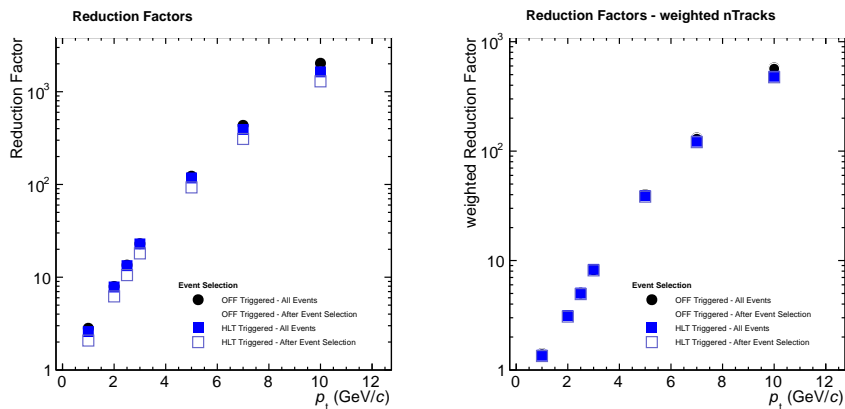 Reduction Factors
Reduction Factor
10³
10²
10
1
0 2 4 6 8 10 12
p_t (GeV/c)
Event Selection
OFF Triggered - All Events
OFF Triggered - After Event Selection
HLT Triggered - All Events
HLT Triggered - After Event Selection
Reduction Factors - weighted nTracks
weighted Reduction Factor
10³
10²
10
1
0 2 4 6 8 10 12
p_t (GeV/c)
Event Selection
OFF Triggered - All Events
OFF Triggered - After Event Selection
HLT Triggered - All Events
HLT Triggered - After Event Selection